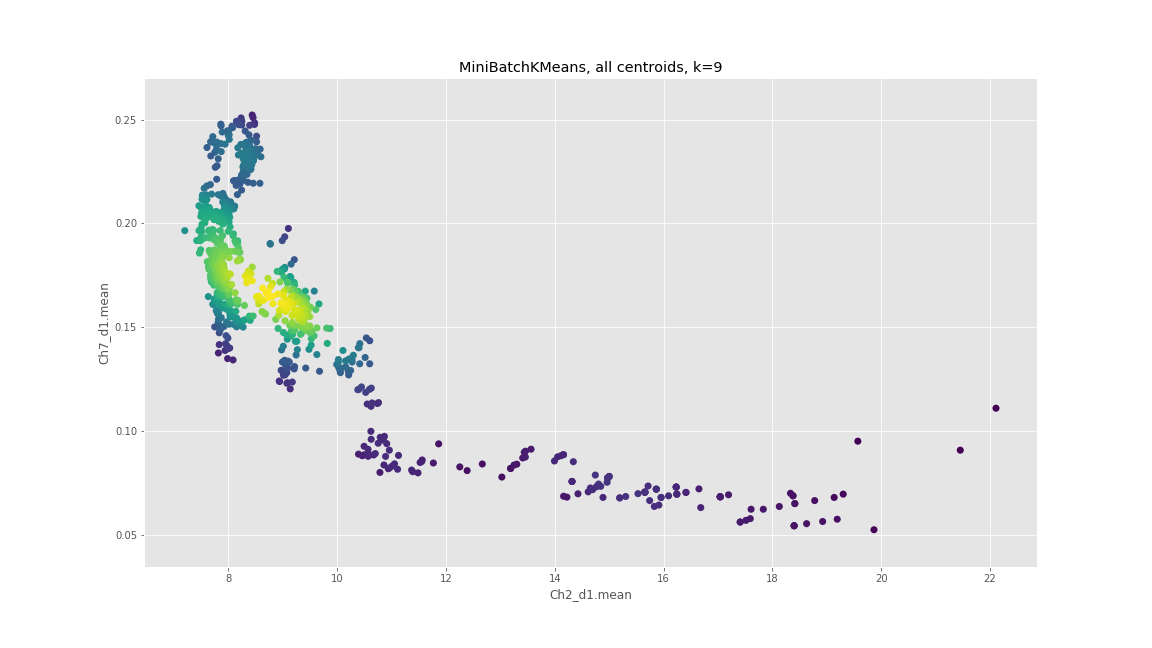 MiniBatchKMeans, all centroids, k=9
0.25
0.20
0.15
0.10
0.05
Ch7_d1.mean
8 10 12 14 16 18 20 22
Ch2_d1.mean